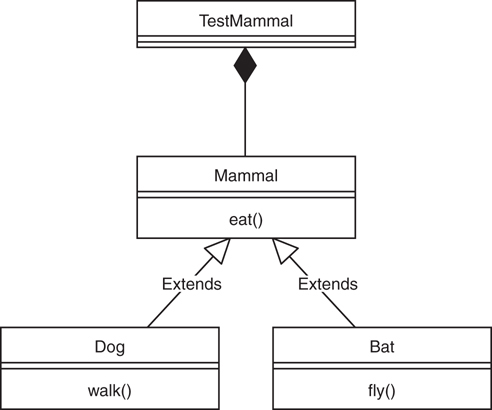 TestMammal
Mammal
eat()
Extends
Extends
Dog
Bat
walk()
fly()